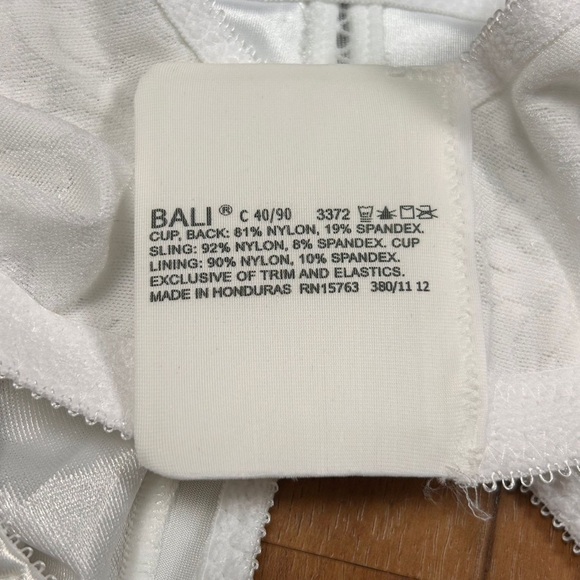 BALI® C 40/90 3372
CUP, BACK: 81% NYLON, 19% SPANDEX.
SLING: 92% NYLON, 8% SPANDEX. CUP
LINING: 90% NYLON, 10% SPANDEX.
EXCLUSIVE OF TRIM AND ELASTICS.
MADE IN HONDURAS RN15763 380/11 12